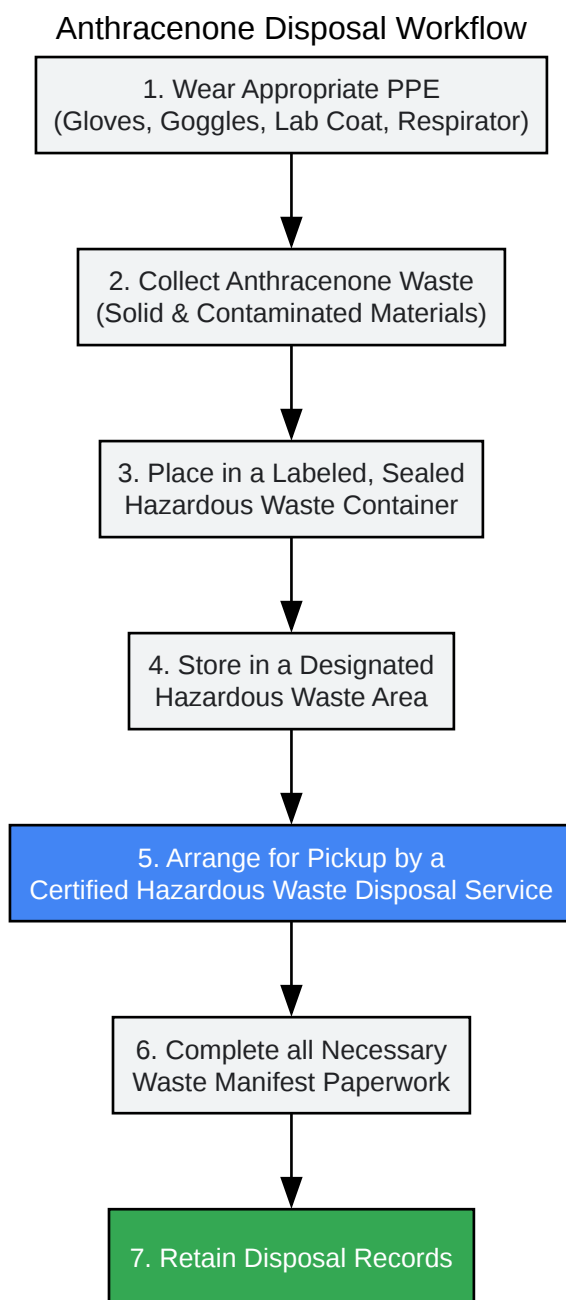 Anthracenone Disposal Workflow
1. Wear Appropriate PPE
(Gloves, Goggles, Lab Coat, Respirator)
2. Collect Anthracenone Waste
(Solid & Contaminated Materials)
3. Place in a Labeled, Sealed
Hazardous Waste Container
4. Store in a Designated
Hazardous Waste Area
5. Arrange for Pickup by a
Certified Hazardous Waste Disposal Service
6. Complete all Necessary
Waste Manifest Paperwork
7. Retain Disposal Records